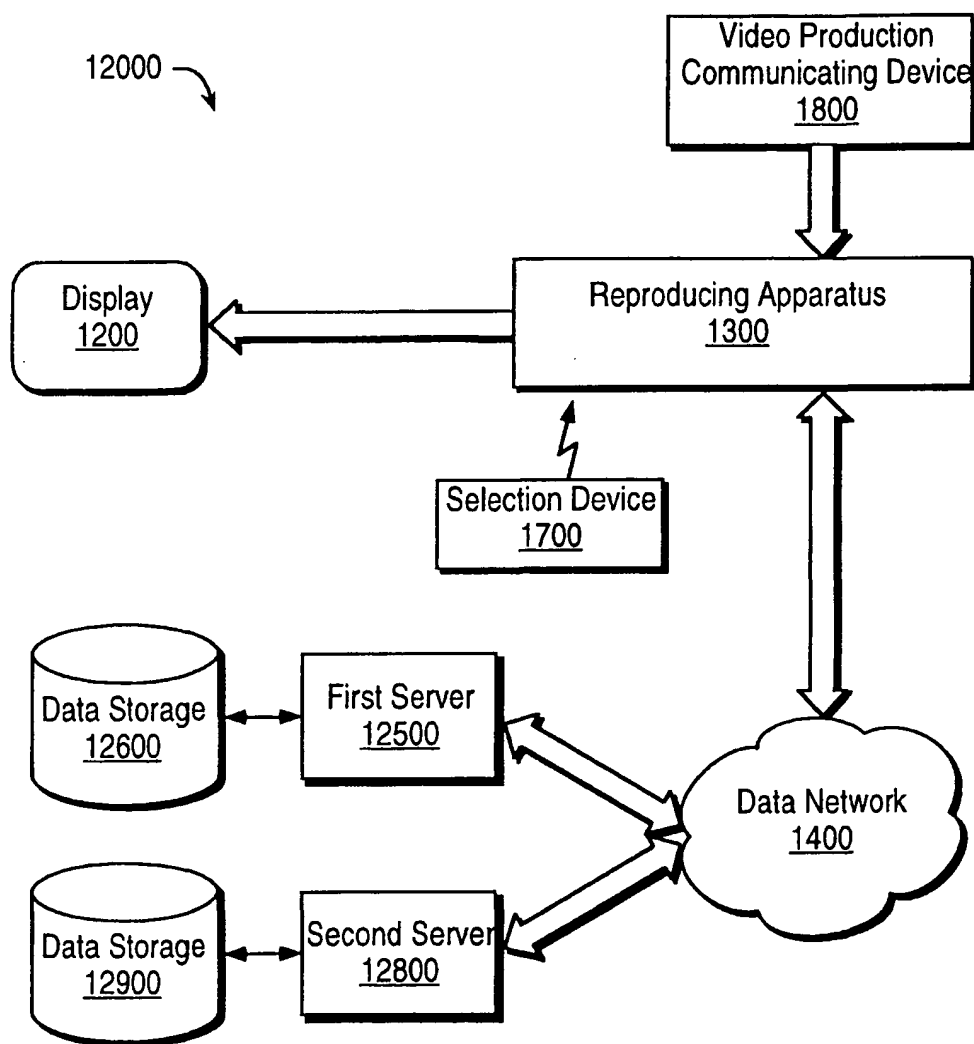 Video Production
Communicating Device
1800
12000
Display
1200
Reproducing Apparatus
1300
Selection Device
1700
Data Storage
12600
First Server
12500
Data Network
1400
Data Storage
12900
Second Server
12800